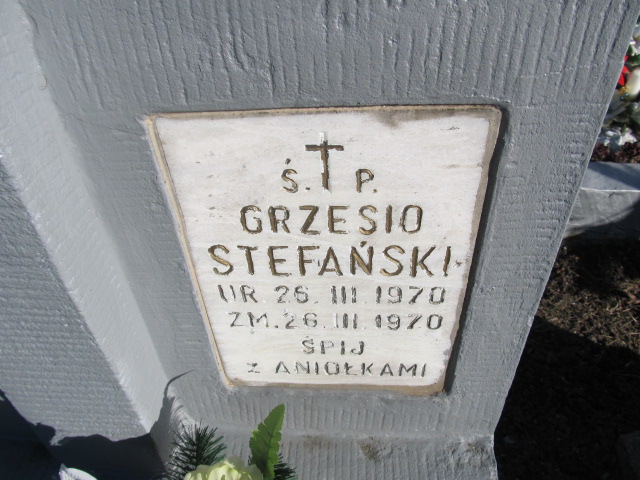 Ś. P.
GRZESIO
STEFAŃSKI
UR. 26. III. 1970
ZM. 26. III. 1970
ŚPIJ
Z ANIOŁKAMI